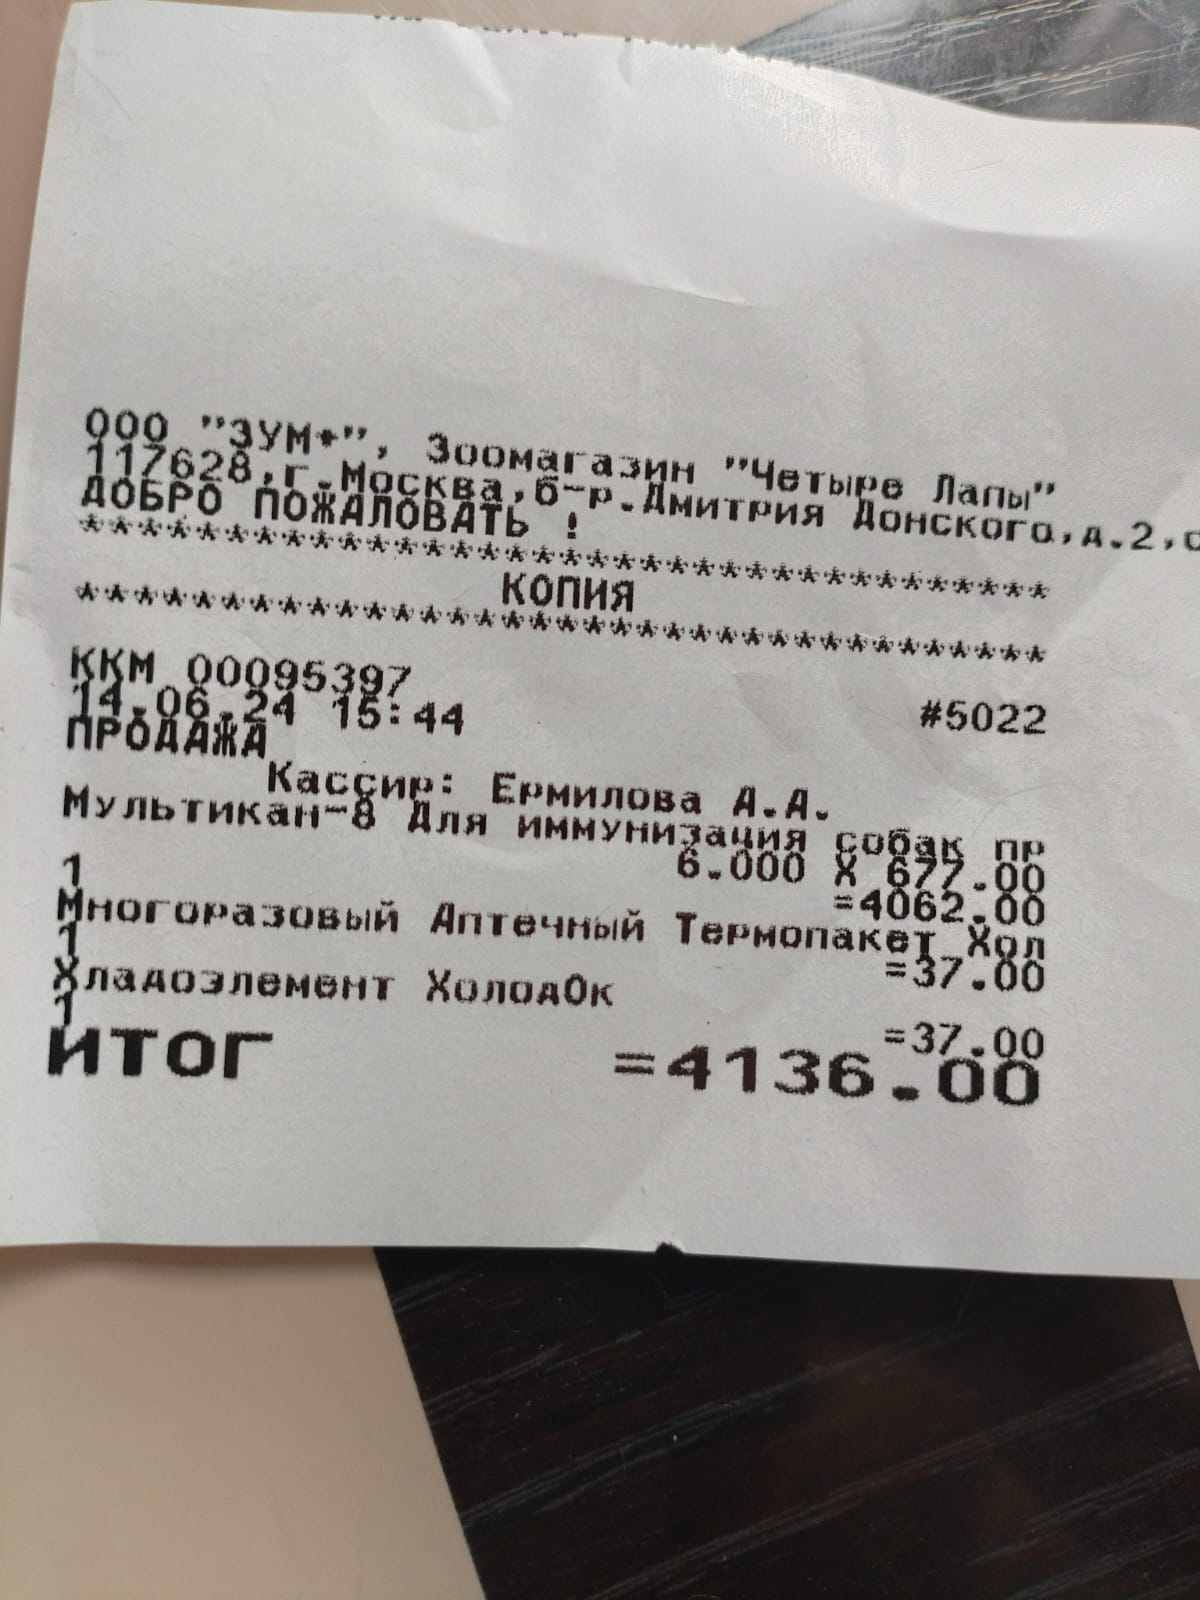 ООО "ЗУМ+", Зоомагазин "Четыре Лапы"
117628,г.Москва,б-р.Дмитрия Донского,д.2,с
ДОБРО ПОЖАЛОВАТЬ !
************************************
КОПИЯ
************************************
ККМ 00095397
14.06.24 15:44 #5022
ПРОДАЖА
Кассир: Ермилова А.А.
Мультикан-8 Для иммунизация собак пр
6.000 X 677.00
1 =4062.00
Многоразовый Аптечный Термопакет Хол
1 =37.00
Хладоэлемент ХолодОк
1 =37.00
ИТОГ =4136.00